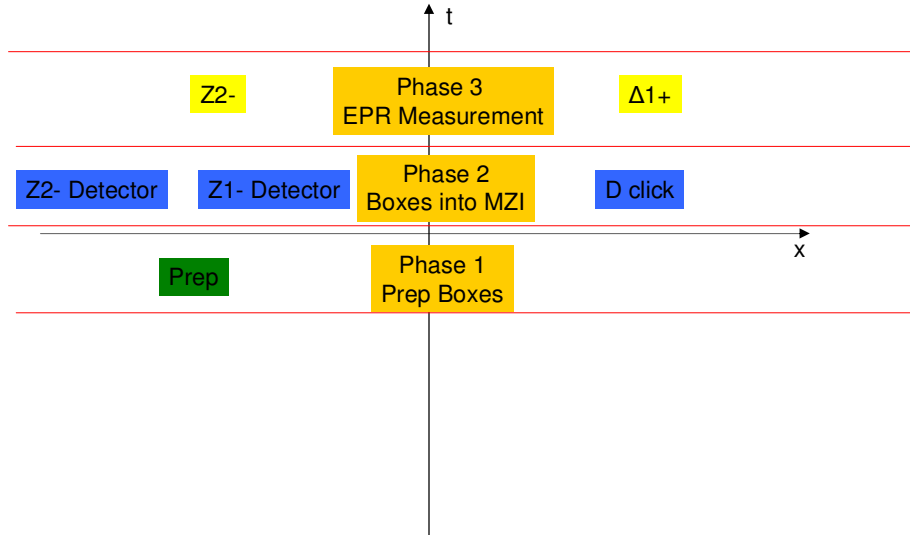 t
Z2-
Phase 3
EPR Measurement
Δ1+
Z2- Detector
Z1- Detector
Phase 2
Boxes into MZI
D click
x
Prep
Phase 1
Prep Boxes